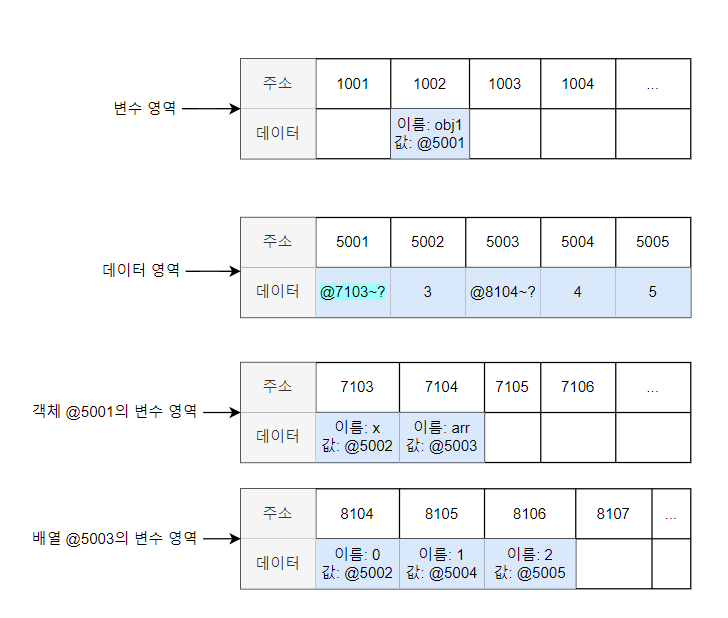 주소 1001 1002 1003 1004 ...
변수 영역
데이터 이름: obj1
값: @5001
주소 5001 5002 5003 5004 5005
데이터 영역
데이터 @7103~? 3 @8104~? 4 5
주소 7103 7104 7105 7106 ...
객체 @5001의 변수 영역
데이터 이름: x 이름: arr
값: @5002 값: @5003
주소 8104 8105 8106 8107 ...
배열 @5003의 변수 영역
데이터 이름: 0 이름: 1 이름: 2
값: @5002 값: @5004 값: @5005